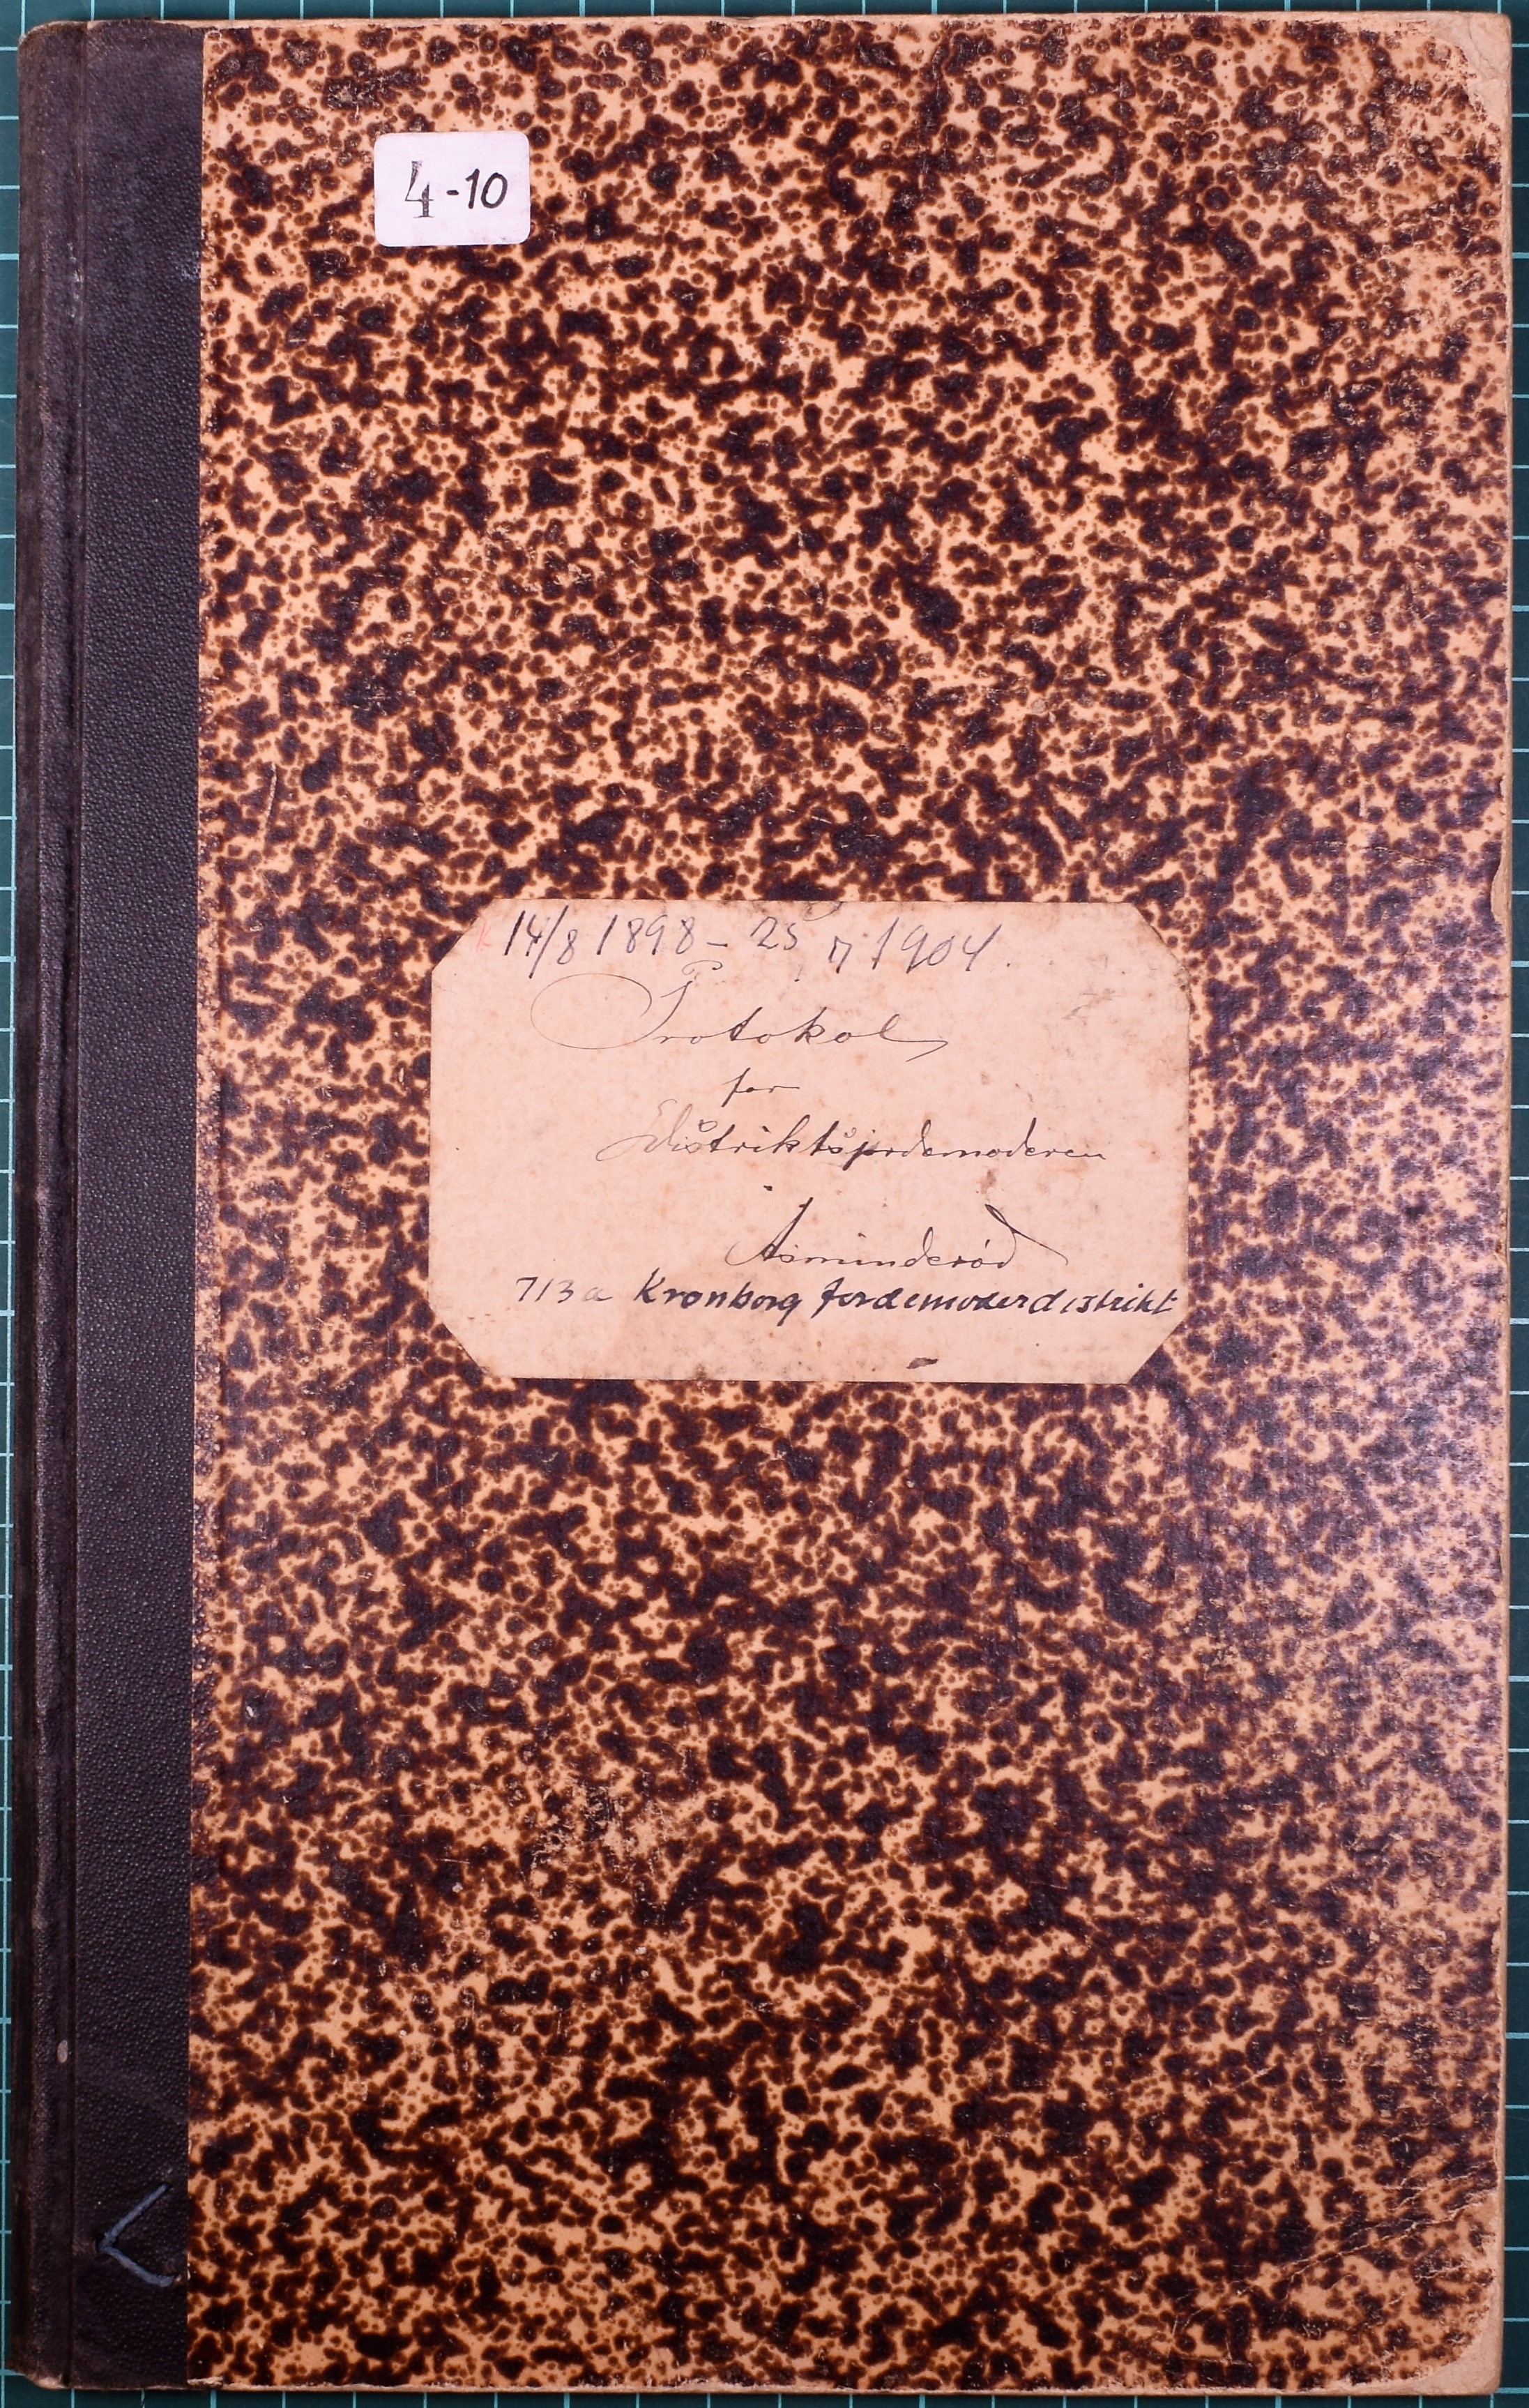 4-10
14/8 1898 - 25/7 1904.
Protokol
for
Distriktsjordemoderen
Asminderød
713a Kronborg Jordemoderdistrikt